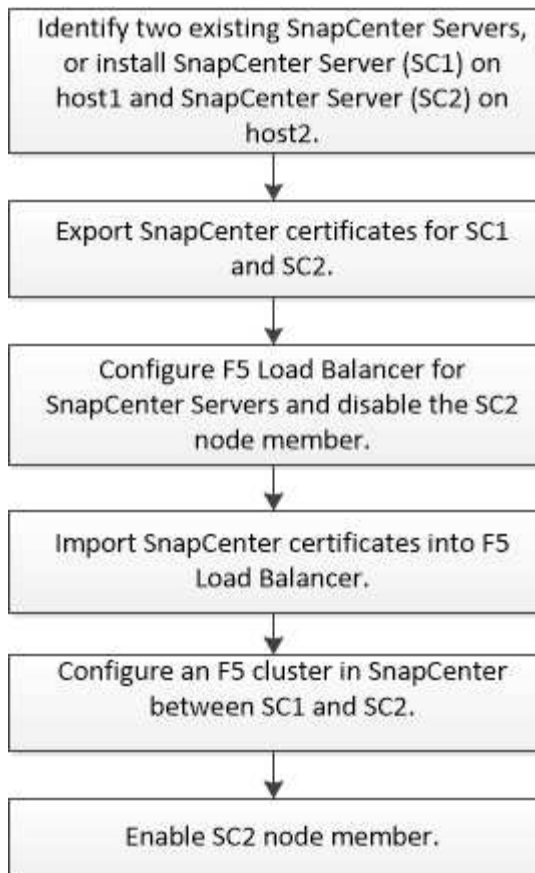 Identify two existing SnapCenter Servers,
or install SnapCenter Server (SC1) on
host1 and SnapCenter Server (SC2) on
host2.
Export SnapCenter certificates for SC1
and SC2.
Configure F5 Load Balancer for
SnapCenter Servers and disable the SC2
node member.
Import SnapCenter certificates into F5
Load Balancer.
Configure an F5 cluster in SnapCenter
between SC1 and SC2.
Enable SC2 node member.